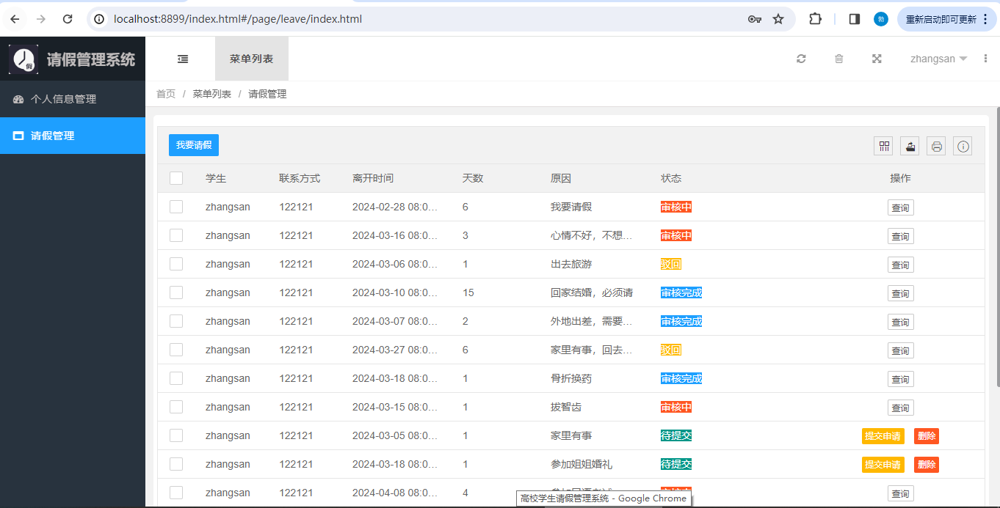 localhost:8899/index.html#/page/leave/index.html
勃
重新启动即可更新
假
请假管理系统
菜单列表
zhangsan
个人信息管理
首页 / 菜单列表 / 请假管理
请假管理
我要请假
学生 联系方式 离开时间 天数 原因 状态 操作
zhangsan 122121 2024-02-28 08:0... 6 我要请假 审核中 查询
zhangsan 122121 2024-03-16 08:0... 3 心情不好，不想... 审核中 查询
zhangsan 122121 2024-03-06 08:0... 1 出去旅游 驳回 查询
zhangsan 122121 2024-03-10 08:0... 15 回家结婚，必须请 审核完成 查询
zhangsan 122121 2024-03-07 08:0... 2 外地出差，需要... 审核完成 查询
zhangsan 122121 2024-03-27 08:0... 6 家里有事，回去... 驳回 查询
zhangsan 122121 2024-03-18 08:0... 1 骨折换药 审核完成 查询
zhangsan 122121 2024-03-15 08:0... 1 拔智齿 审核中 查询
zhangsan 122121 2024-03-05 08:0... 1 家里有事 待提交 提交申请 删除
zhangsan 122121 2024-03-18 08:0... 1 参加姐姐婚礼 待提交 提交申请 删除
zhangsan 122121 2024-04-08 08:0... 4 查询
高校学生请假管理系统 - Google Chrome